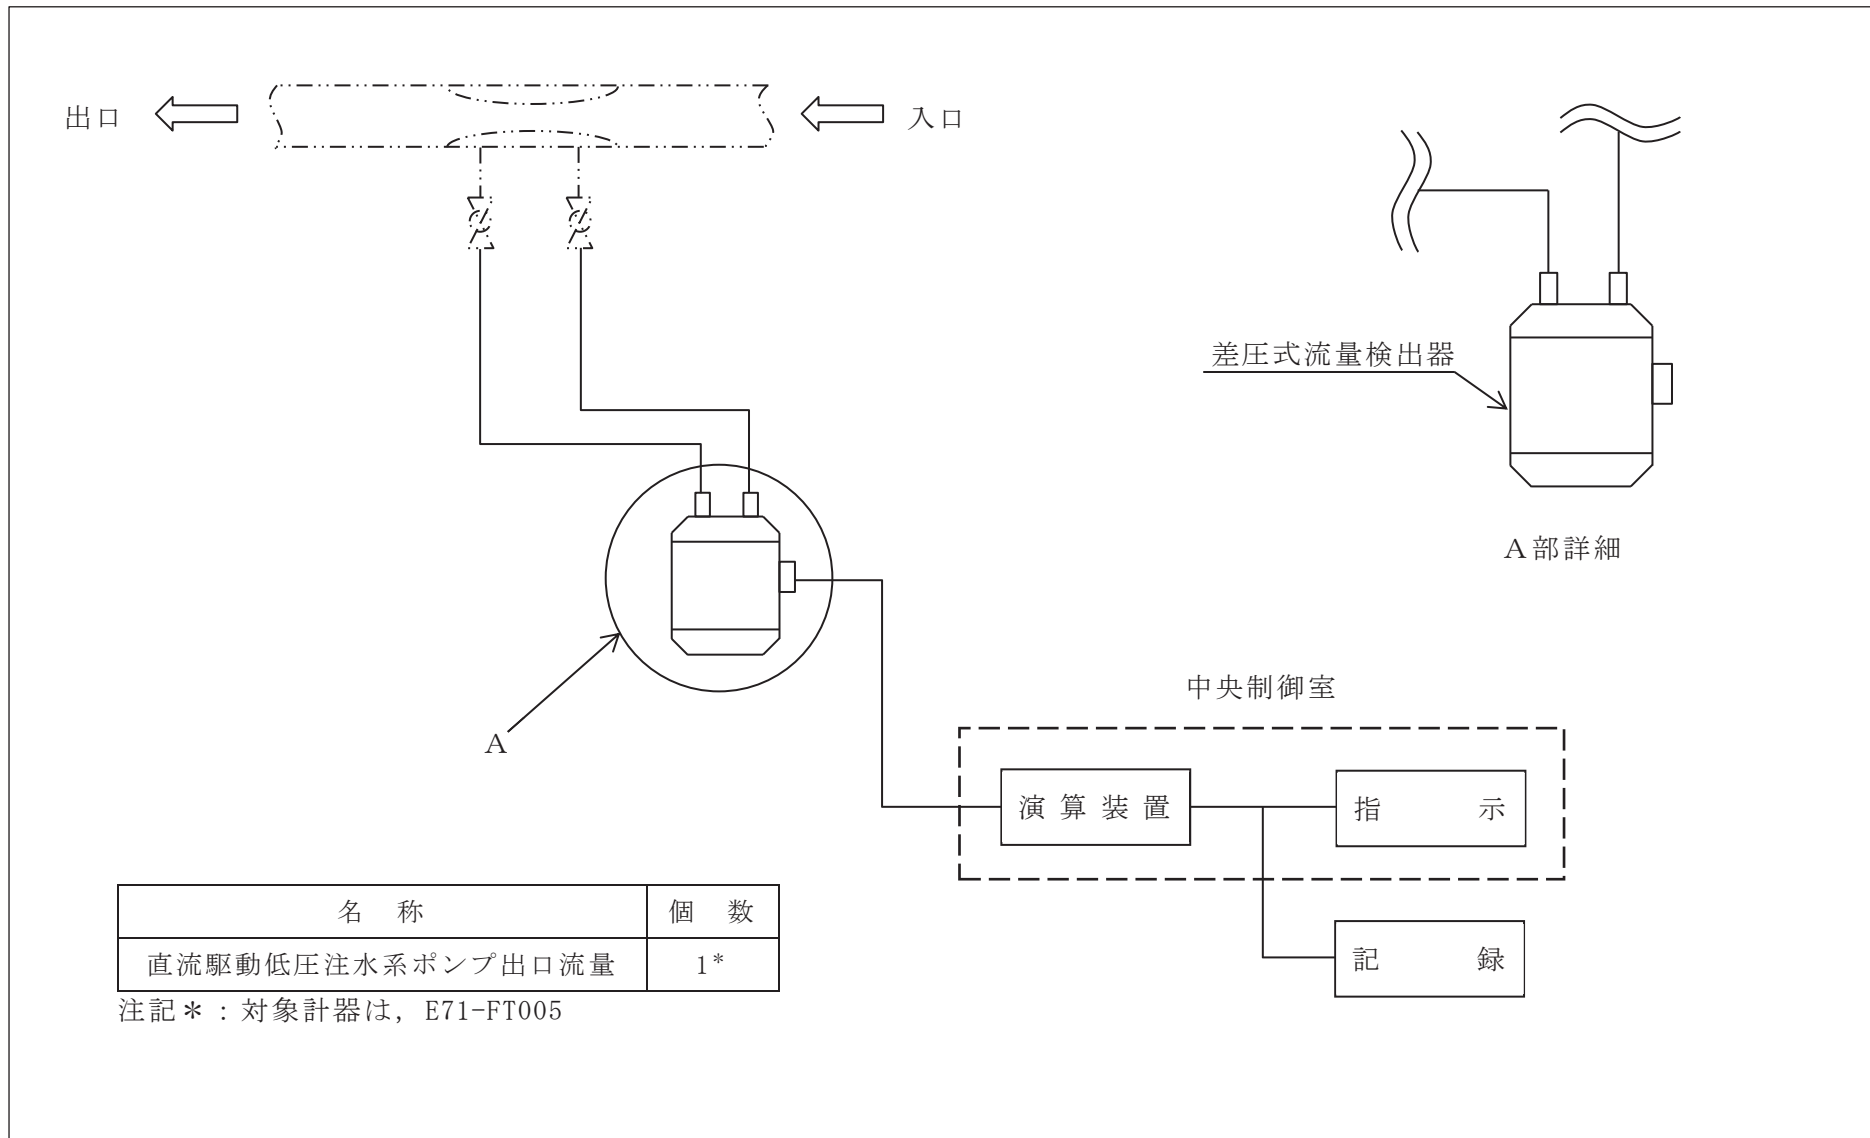 出口
入口
差圧式流量検出器
A部詳細
A
中央制御室
演算装置
指示
記録
名称 個数
直流駆動低圧注水系ポンプ出口流量 1*
注記*:対象計器は,E71-FT005